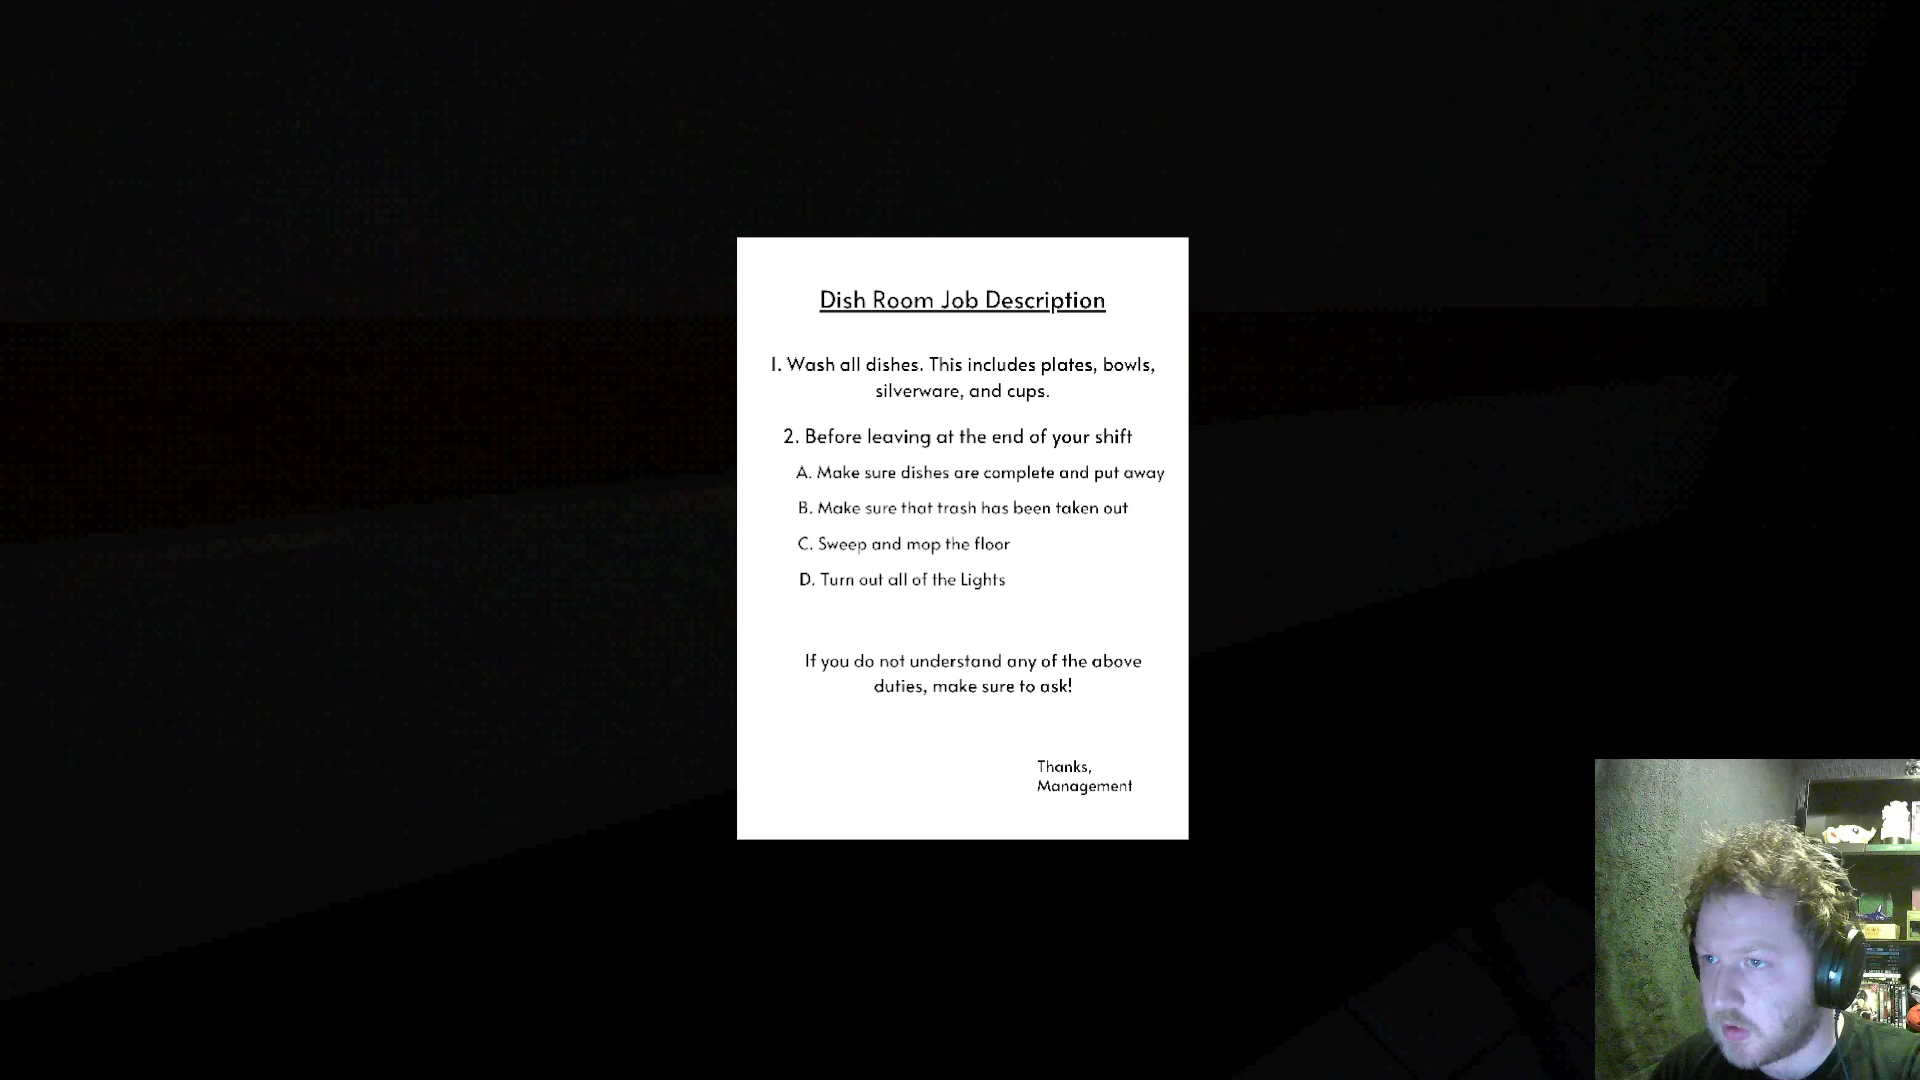 Dish Room Job Description
1. Wash all dishes. This includes plates, bowls,
silverware, and cups.
2. Before leaving at the end of your shift
A. Make sure dishes are complete and put away
B. Make sure that trash has been taken out
C. Sweep and mop the floor
D. Turn out all of the Lights
If you do not understand any of the above
duties, make sure to ask!
Thanks,
Management